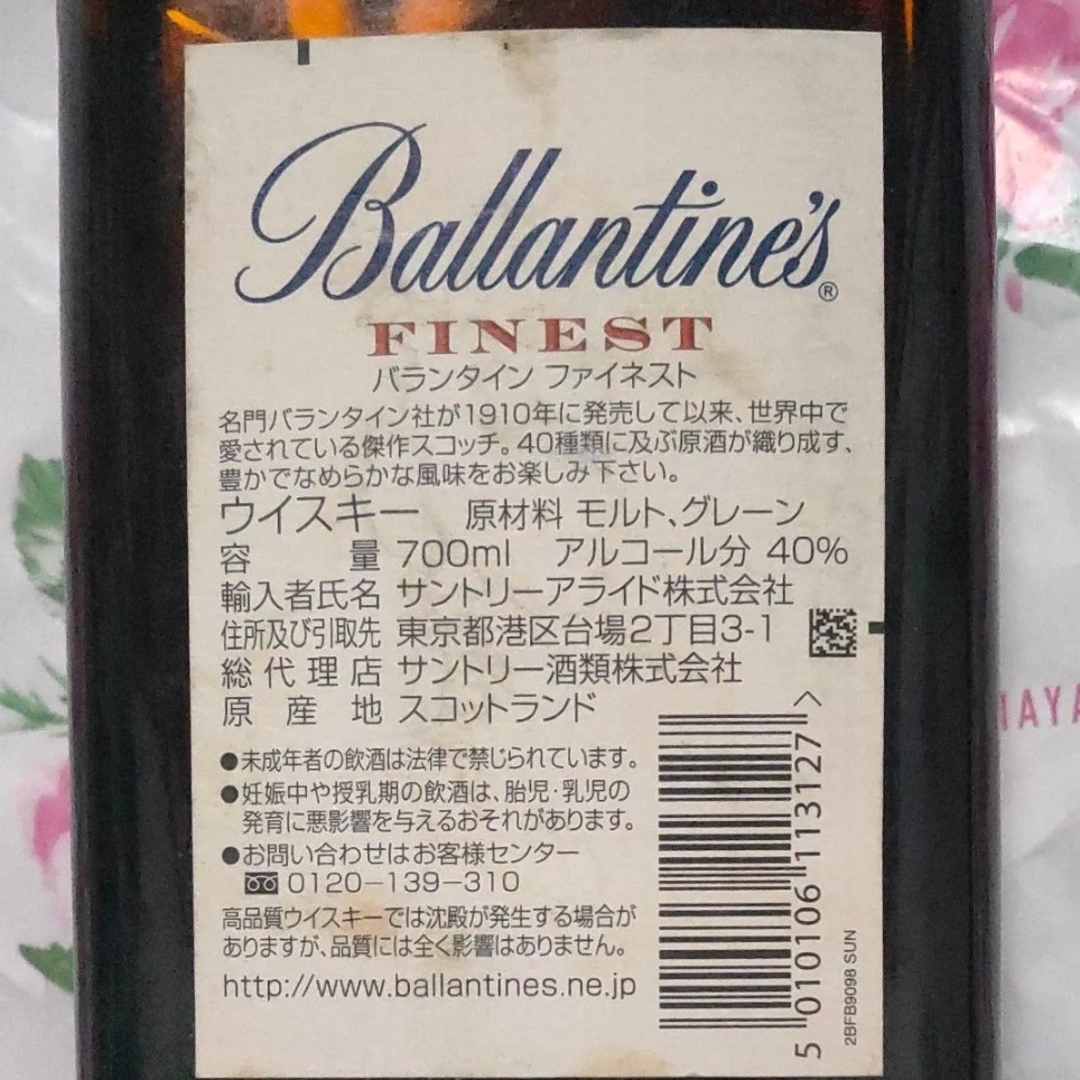 Ballantine's®
FINEST
バランタイン ファイネスト
名門バランタイン社が1910年に発売して以来、世界中で
愛されている傑作スコッチ。40種類に及ぶ原酒が織り成す、
豊かでなめらかな風味をお楽しみ下さい。
ウイスキー 原材料 モルト、グレーン
容 量 700ml アルコール分 40%
輸入者氏名 サントリーアライド株式会社
住所及び引取先 東京都港区台場2丁目3-1
総代理店 サントリー酒類株式会社
原産地 スコットランド
●未成年者の飲酒は法律で禁じられています。
●妊娠中や授乳期の飲酒は、胎児・乳児の
発育に悪影響を与えるおそれがあります。
●お問い合わせはお客様センター
0120-139-310
高品質ウイスキーでは沈殿が発生する場合が
ありますが、品質には全く影響はありません。
http://www.ballantines.ne.jp
5 010106 113127 >
2BFB9098 SUN